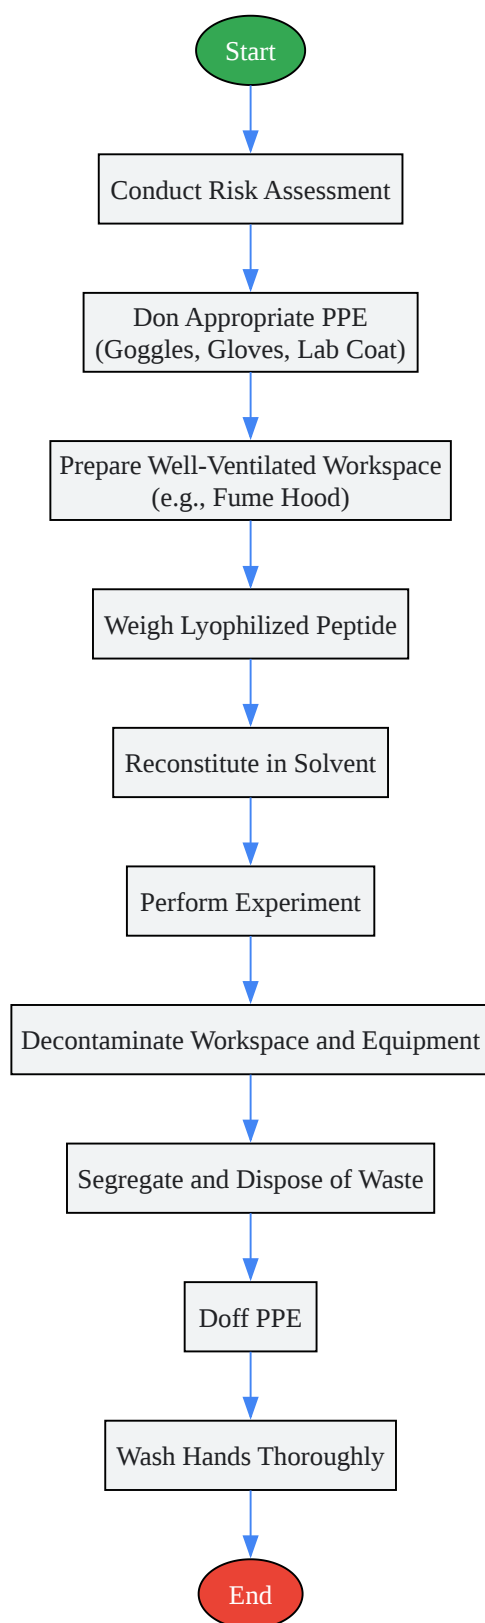 Start
Conduct Risk Assessment
Don Appropriate PPE
(Goggles, Gloves, Lab Coat)
Prepare Well-Ventilated Workspace
(e.g., Fume Hood)
Weigh Lyophilized Peptide
Reconstitute in Solvent
Perform Experiment
Decontaminate Workspace and Equipment
Segregate and Dispose of Waste
Doff PPE
Wash Hands Thoroughly
End